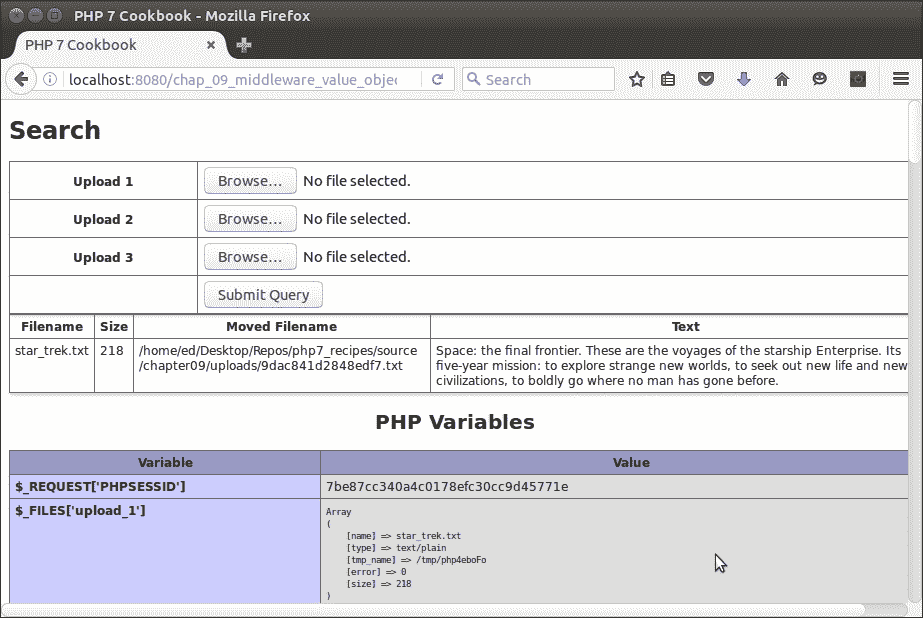 PHP 7 Cookbook - Mozilla Firefox
PHP 7 Cookbook
localhost:8080/chap_09_middleware_value_objec
Search
Search
Upload 1 Browse... No file selected.
Upload 2 Browse... No file selected.
Upload 3 Browse... No file selected.
Submit Query
Filename Size Moved Filename Text
star_trek.txt 218 /home/ed/Desktop/Repos/php7_recipes/source Space: the final frontier. These are the voyages of the starship Enterprise. Its
/chapter09/uploads/9dac841d2848edf7.txt five-year mission: to explore strange new worlds, to seek out new life and new
civilizations, to boldly go where no man has gone before.
PHP Variables
Variable Value
$_REQUEST['PHPSESSID'] 7be87cc340a4c0178efc30cc9d45771e
$_FILES['upload_1'] Array
(
[name] => star_trek.txt
[type] => text/plain
[tmp_name] => /tmp/php4eboFo
[error] => 0
[size] => 218
)